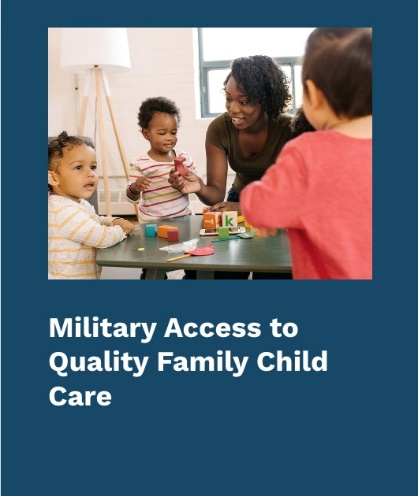 k
Military Access to
Quality Family Child
Care